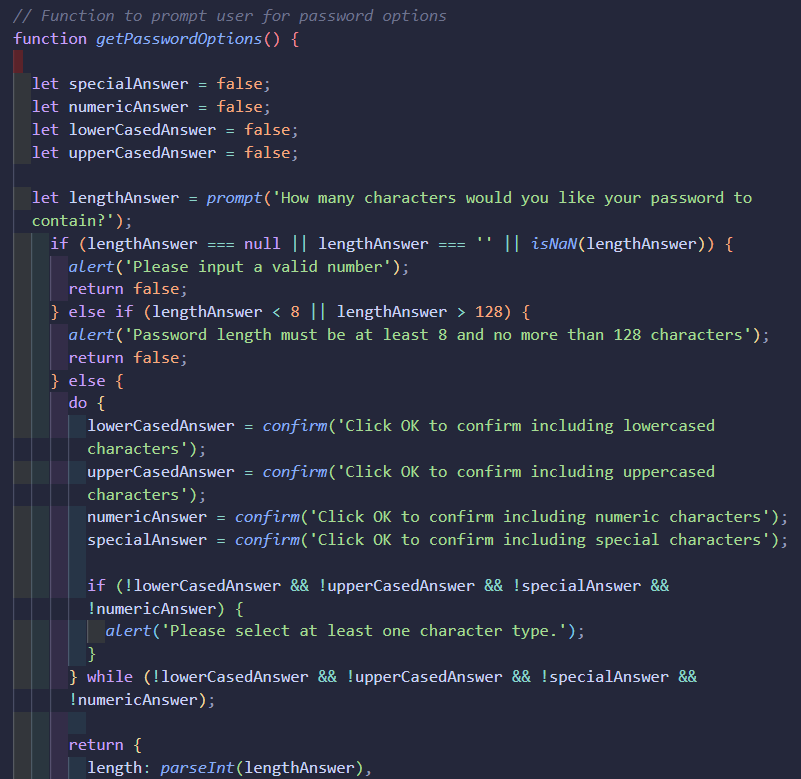 // Function to prompt user for password options
function getPasswordOptions() {
let specialAnswer = false;
let numericAnswer = false;
let lowerCasedAnswer = false;
let upperCasedAnswer = false;
let lengthAnswer = prompt('How many characters would you like your password to
contain?');
if (lengthAnswer === null || lengthAnswer === '' || isNaN(lengthAnswer)) {
alert('Please input a valid number');
return false;
} else if (lengthAnswer < 8 || lengthAnswer > 128) {
alert('Password length must be at least 8 and no more than 128 characters');
return false;
} else {
do {
lowerCasedAnswer = confirm('Click OK to confirm including lowercased
characters');
upperCasedAnswer = confirm('Click OK to confirm including uppercased
characters');
numericAnswer = confirm('Click OK to confirm including numeric characters');
specialAnswer = confirm('Click OK to confirm including special characters');
if (!lowerCasedAnswer && !upperCasedAnswer && !specialAnswer &&
!numericAnswer) {
alert('Please select at least one character type.');
}
} while (!lowerCasedAnswer && !upperCasedAnswer && !specialAnswer &&
!numericAnswer);
return {
length: parseInt(lengthAnswer),